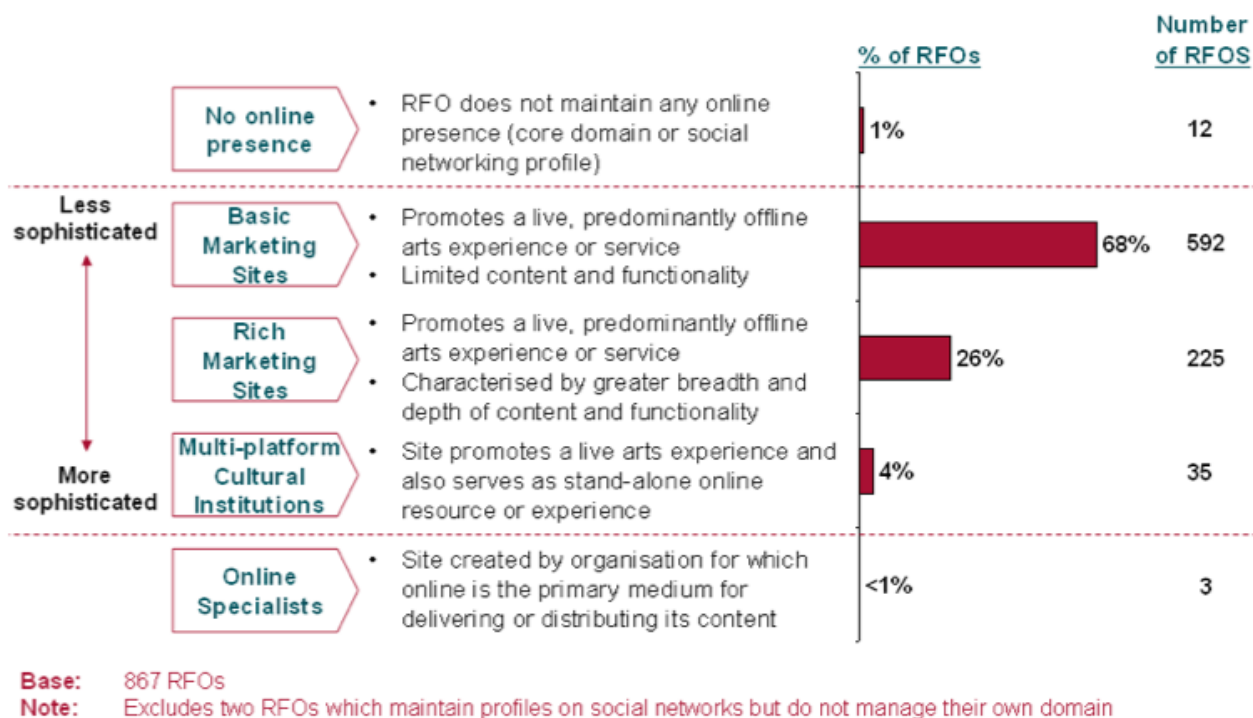 % of RFOs
Number
of RFOS
No online
presence
• RFO does not maintain any online
presence (core domain or social
networking profile)
1%
12
Less
sophisticated
More
sophisticated
Basic
Marketing
Sites
• Promotes a live, predominantly offline
arts experience or service
• Limited content and functionality
68%
592
Rich
Marketing
Sites
• Promotes a live, predominantly offline
arts experience or service
• Characterised by greater breadth and
depth of content and functionality
26%
225
Multi-platform
Cultural
Institutions
• Site promotes a live arts experience and
also serves as stand-alone online
resource or experience
4%
35
Online
Specialists
• Site created by organisation for which
online is the primary medium for
delivering or distributing its content
<1%
3
Base: 867 RFOs
Note: Excludes two RFOs which maintain profiles on social networks but do not manage their own domain